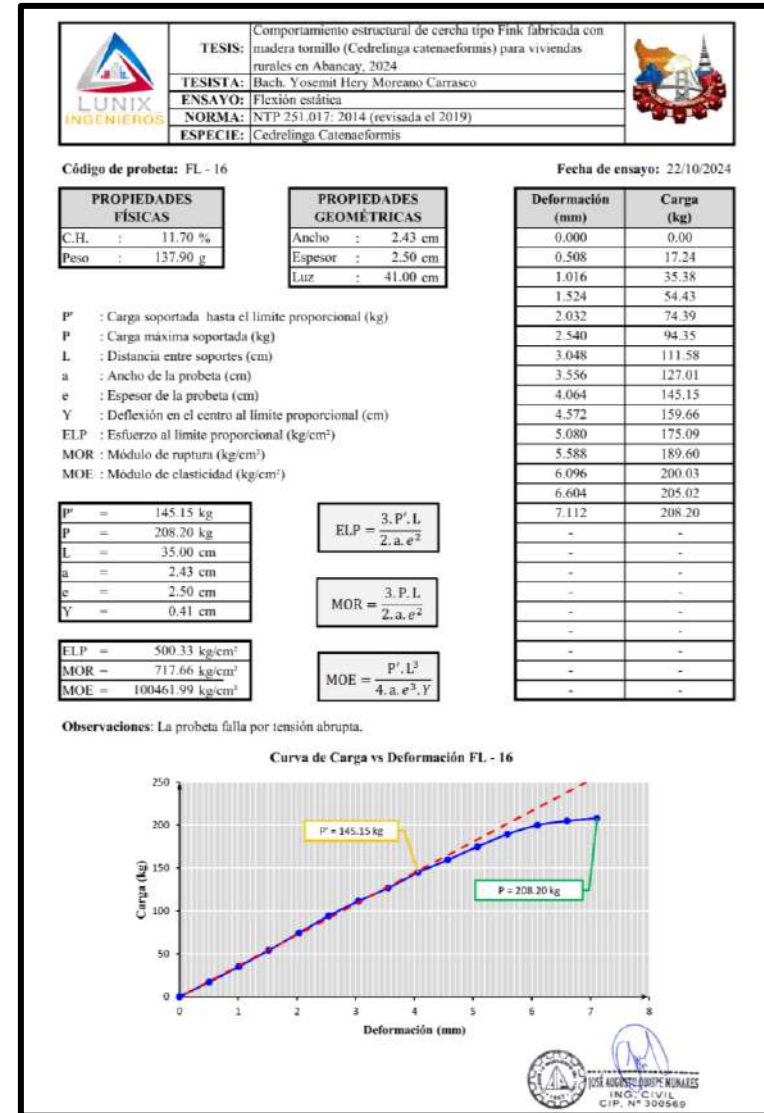 LUNIX
INGENIEROS
TESIS: Comportamiento estructural de cercha tipo Fink fabricada con madera tornillo (Cedrelinga catenaeformis) para viviendas rurales en Abancay, 2024
TESISTA: Bach. Yosemit Hery Moreano Carrasco
ENSAYO: Flexión estática
NORMA: NTP 251.017: 2014 (revisada el 2019)
ESPECIE: Cedrelinga Catenaeformis
Código de probeta: FL - 16
Fecha de ensayo: 22/10/2024
PROPIEDADES
FÍSICAS
C.H. : 11.70 %
Peso : 137.90 g
PROPIEDADES
GEOMÉTRICAS
Ancho : 2.43 cm
Espesor : 2.50 cm
Luz : 41.00 cm
Deformación (mm) Carga (kg)
0.000 0.00
0.508 17.24
1.016 35.38
1.524 54.43
2.032 74.39
2.540 94.35
3.048 111.58
3.556 127.01
4.064 145.15
4.572 159.66
5.080 175.09
5.588 189.60
6.096 200.03
6.604 205.02
7.112 208.20
- -
- -
- -
- -
- -
- -
- -
- -
- -
P' : Carga soportada hasta el límite proporcional (kg)
P : Carga máxima soportada (kg)
L : Distancia entre soportes (cm)
a : Ancho de la probeta (cm)
e : Espesor de la probeta (cm)
Y : Deflexión en el centro al límite proporcional (cm)
ELP : Esfuerzo al límite proporcional (kg/cm²)
MOR : Módulo de ruptura (kg/cm²)
MOE : Módulo de elasticidad (kg/cm²)
P' = 145.15 kg
P = 208.20 kg
L = 35.00 cm
a = 2.43 cm
e = 2.50 cm
Y = 0.41 cm
ELP = 500.33 kg/cm²
MOR = 717.66 kg/cm²
MOE = 100461.99 kg/cm²
ELP = 3.P'.L / 2.a.e²
MOR = 3.P.L / 2.a.e²
MOE = P'.L³ / 4.a.e³.Y
Observaciones: La probeta falla por tensión abrupta.
Curva de Carga vs Deformación FL - 16
Carga (kg)
250
200
150
100
50
0
P' = 145.15 kg
P = 208.20 kg
0 1 2 3 4 5 6 7 8
Deformación (mm)
JOSÉ AUGUSTO QUISPE MUNARES
ING. CIVIL
CIP. N° 300569